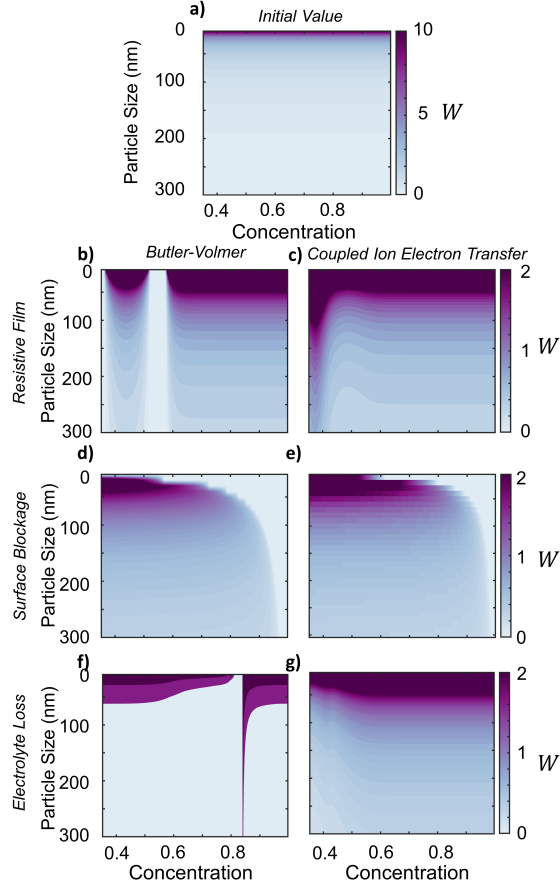 a)
Initial Value
0
100
200
300
Particle Size (nm)
0.4
0.6
0.8
Concentration
10
5
0
W
b)
Butler-Volmer
c)
Coupled Ion Electron Transfer
Resistive Film
Particle Size (nm)
0
100
200
300
2
1
0
W
d)
e)
Surface Blockage
Particle Size (nm)
0
100
200
300
2
1
0
W
f)
g)
Electrolyte Loss
Particle Size (nm)
0
100
200
300
2
1
0
W
0.4
0.6
0.8
Concentration
0.4
0.6
0.8
Concentration